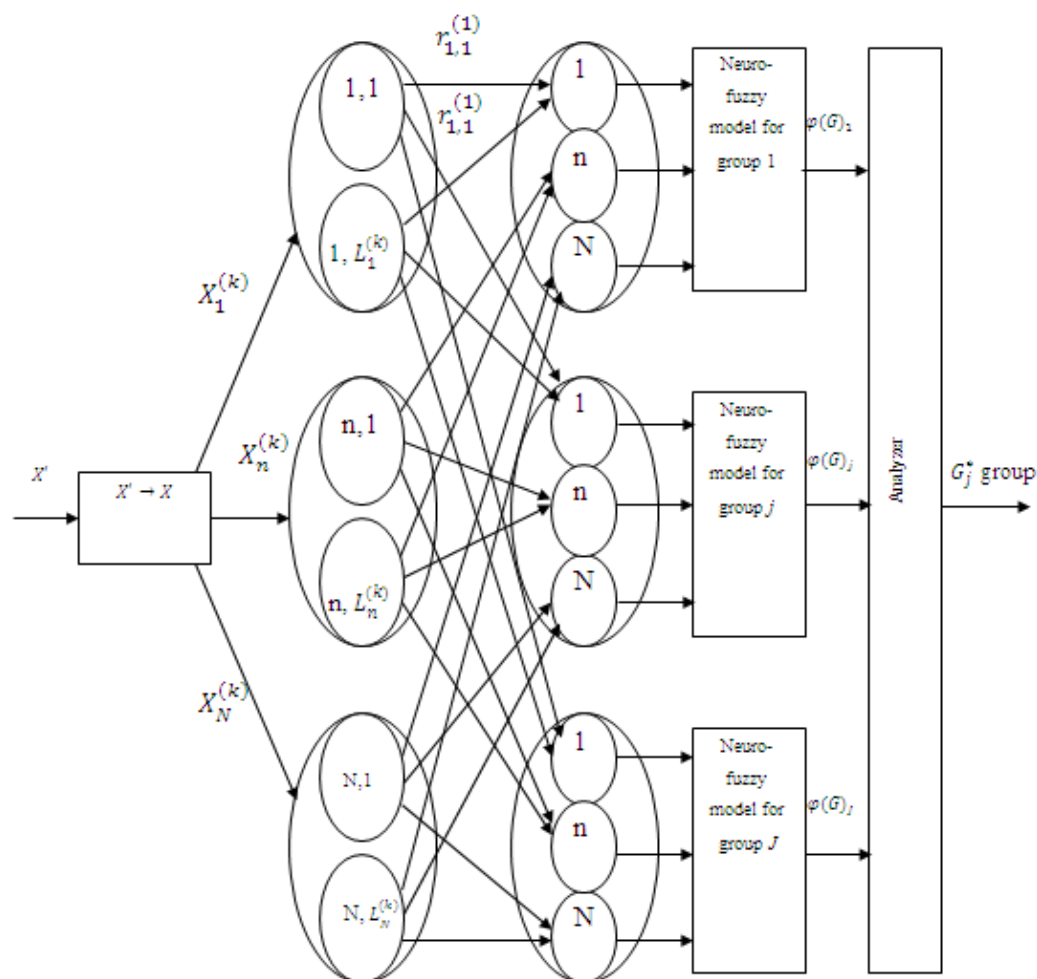 X'
X' → X
X_1^{(k)}
X_n^{(k)}
X_N^{(k)}
1,1
1, L_1^{(k)}
n,1
n, L_n^{(k)}
N,1
N, L_N^{(k)}
r_{1,1}^{(1)}
r_{1,1}^{(1)}
1
n
N
1
n
N
1
n
N
Neuro-
fuzzy
model for
group 1
Neuro-
fuzzy
model for
group j
Neuro-
fuzzy
model for
group J
φ(G)_1
φ(G)_j
φ(G)_J
Analyzer
G_j^* group